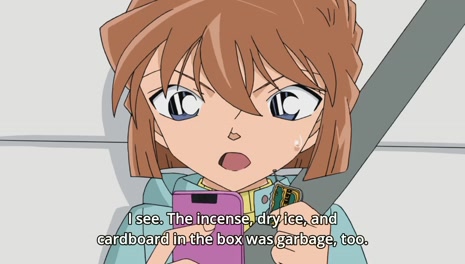 I see. The incense, dry ice, and
cardboard in the box was garbage, too.